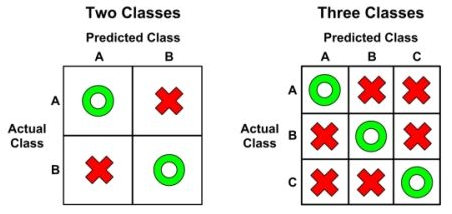 Two Classes
Predicted Class
A B
A
Actual
Class
B
Three Classes
Predicted Class
A B C
A
Actual
Class
B
C